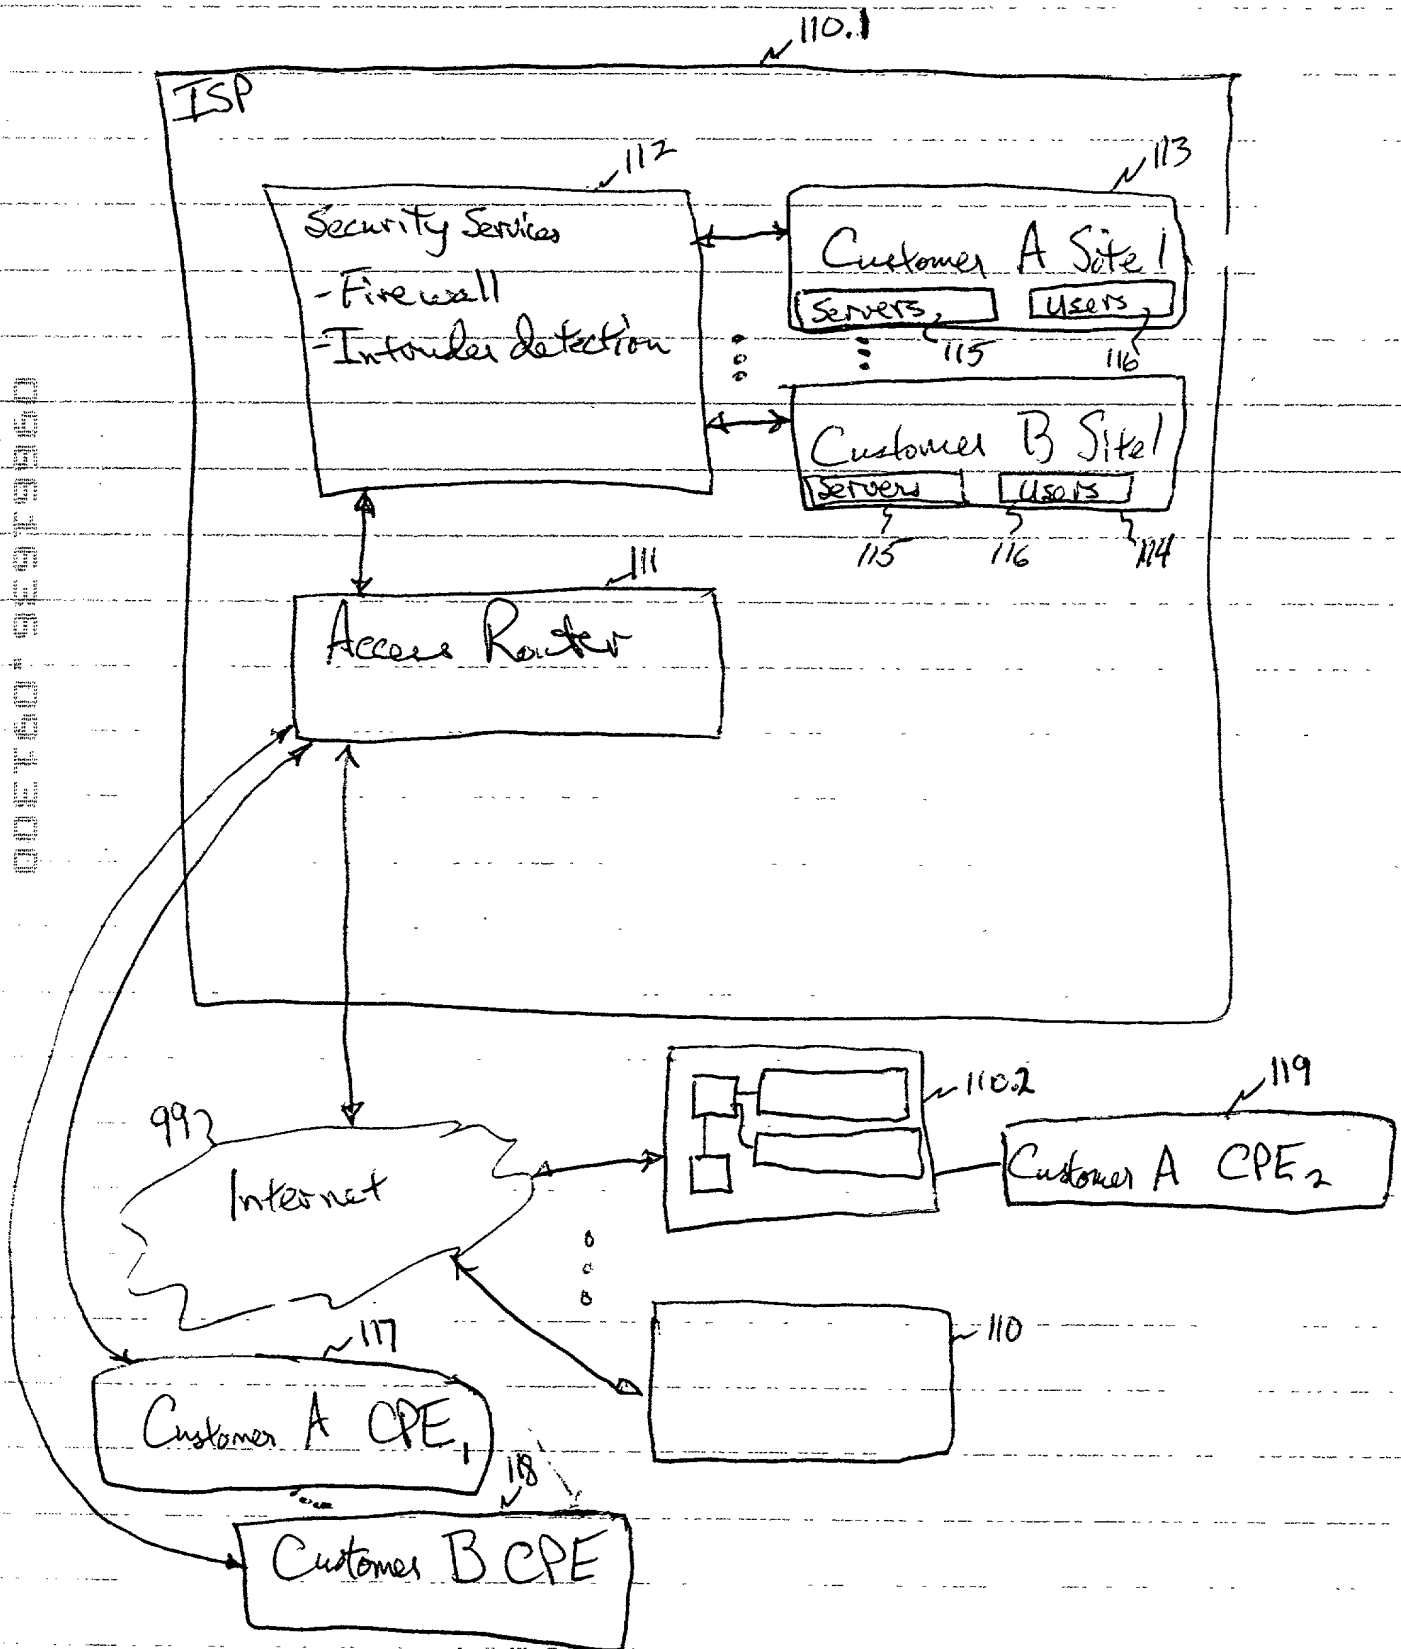 110.1
ISP
112
113
Security Services
- Firewall
- Intruder detection
Customer A Site 1
Servers
Users
115
116
Customer B Site 1
Servers
Users
115
116
114
111
Access Router
99
Internet
110.2
119
Customer A CPE2
110
117
Customer A CPE1
118
Customer B CPE